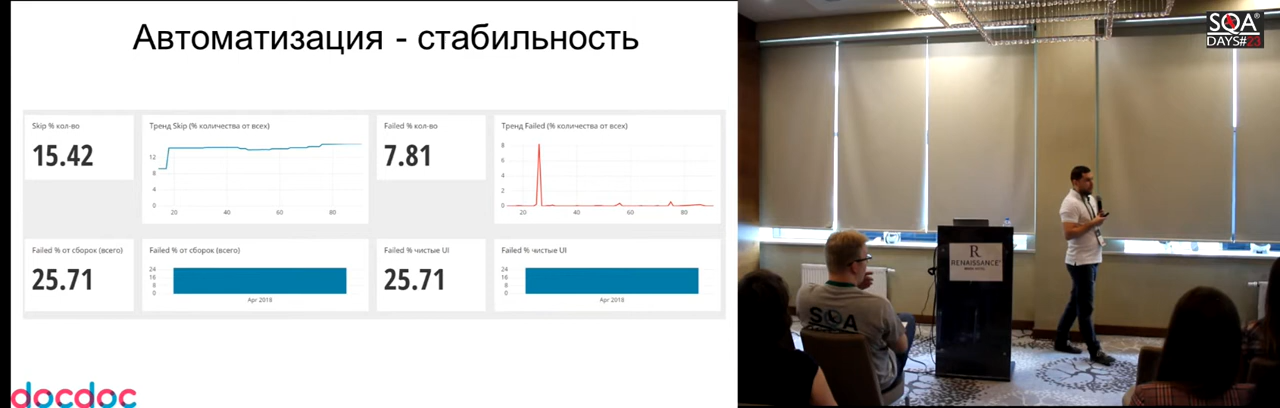 Автоматизация - стабильность
Skip % кол-во
15.42
Тренд Skip (% количества от всех)
12
8
4
0
20
40
60
80
Failed % кол-во
7.81
Тренд Failed (% количества от всех)
8
6
4
2
0
20
40
60
80
Failed % от сборок (всего)
25.71
Failed % от сборок (всего)
24
16
8
0
Apr 2018
Failed % чистые UI
25.71
Failed % чистые UI
24
16
8
0
Apr 2018
docdoc
SQA®
DAYS#23
R
RENAISSANCE®
SQA